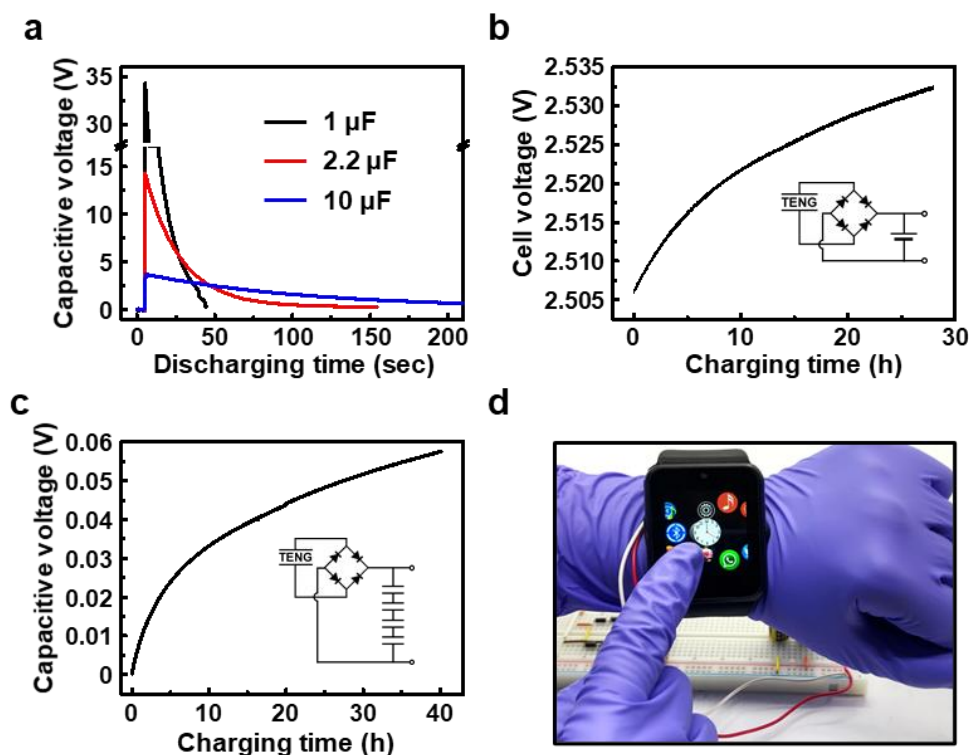 a
Capacitive voltage (V)
35
30
15
10
5
0
1 µF
2.2 µF
10 µF
0 50 100 150 200
Discharging time (sec)
b
Cell voltage (V)
2.535
2.530
2.525
2.520
2.515
2.510
2.505
TENG
0 10 20 30
Charging time (h)
c
Capacitive voltage (V)
0.06
0.05
0.04
0.03
0.02
0.01
0
TENG
0 10 20 30 40
Charging time (h)
d